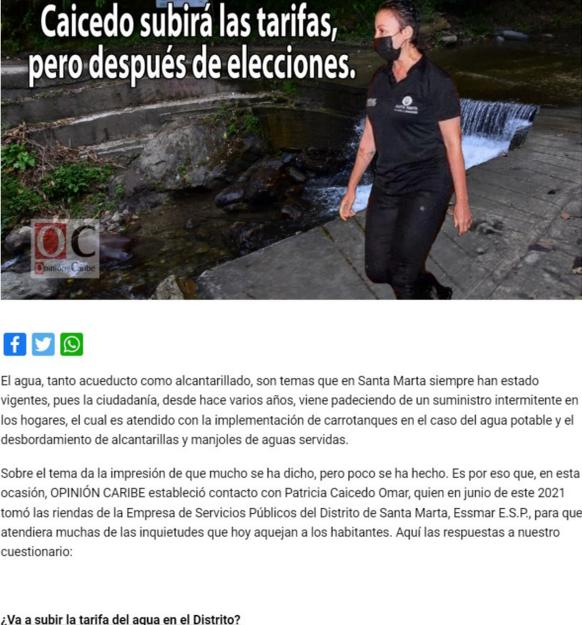 Caicedo subirá las tarifas,
pero después de elecciones.
SANTA MARTA
OC
Opinión Caribe
El agua, tanto acueducto como alcantarillado, son temas que en Santa Marta siempre han estado
vigentes, pues la ciudadanía, desde hace varios años, viene padeciendo de un suministro intermitente en
los hogares, el cual es atendido con la implementación de carrotanques en el caso del agua potable y el
desbordamiento de alcantarillas y manjoles de aguas servidas.
Sobre el tema da la impresión de que mucho se ha dicho, pero poco se ha hecho. Es por eso que, en esta
ocasión, OPINIÓN CARIBE estableció contacto con Patricia Caicedo Omar, quien en junio de este 2021
tomó las riendas de la Empresa de Servicios Públicos del Distrito de Santa Marta, Essmar E.S.P., para que
atendiera muchas de las inquietudes que hoy aquejan a los habitantes. Aquí las respuestas a nuestro
cuestionario:
¿Va a subir la tarifa del agua en el Distrito?